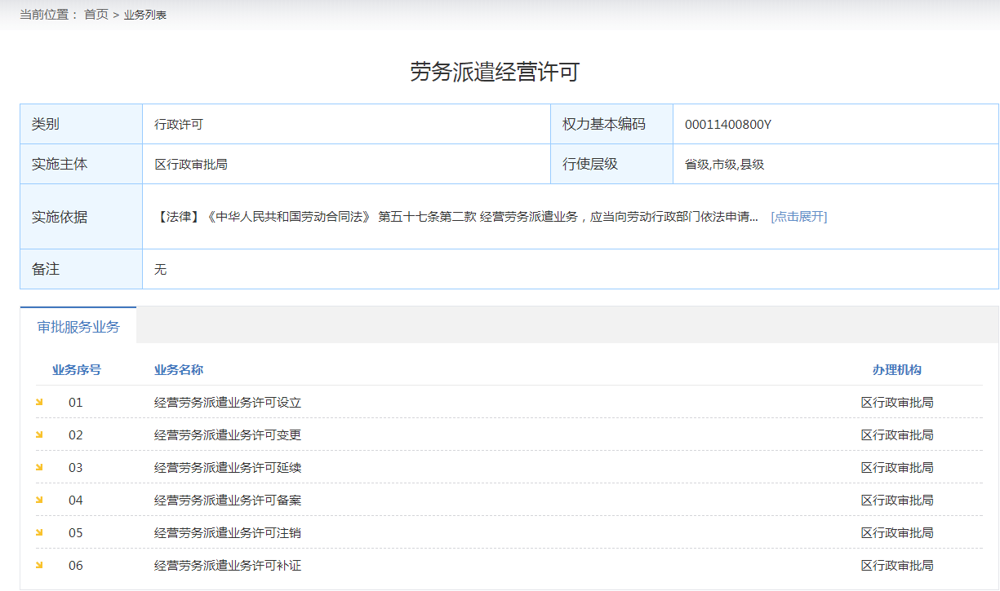 当前位置： 首页 > 业务列表
劳务派遣经营许可
类别 行政许可 权力基本编码 00011400800Y
实施主体 区行政审批局 行使层级 省级,市级,县级
实施依据 【法律】《中华人民共和国劳动合同法》 第五十七条第二款 经营劳务派遣业务，应当向劳动行政部门依法申请... [点击展开]
备注 无
审批服务业务
业务序号 业务名称 办理机构
01 经营劳务派遣业务许可设立 区行政审批局
02 经营劳务派遣业务许可变更 区行政审批局
03 经营劳务派遣业务许可延续 区行政审批局
04 经营劳务派遣业务许可备案 区行政审批局
05 经营劳务派遣业务许可注销 区行政审批局
06 经营劳务派遣业务许可补证 区行政审批局